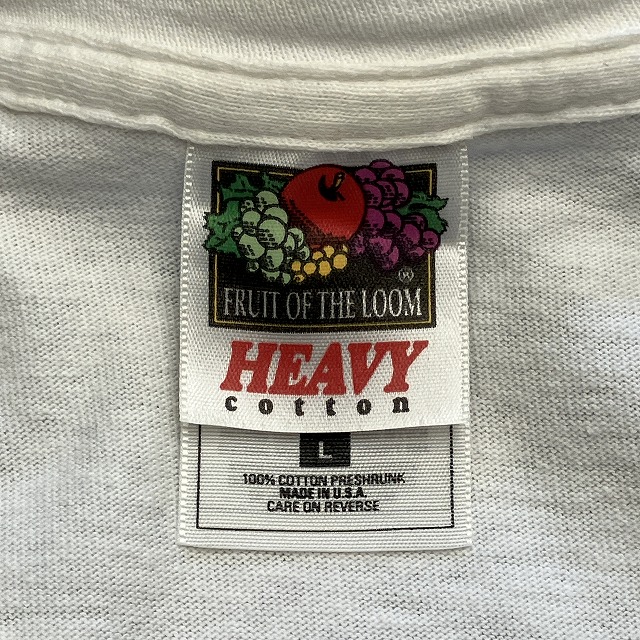 ®
FRUIT OF THE LOOM
HEAVY
cotton
L
100% COTTON PRESHRUNK
MADE IN U.S.A.
CARE ON REVERSE